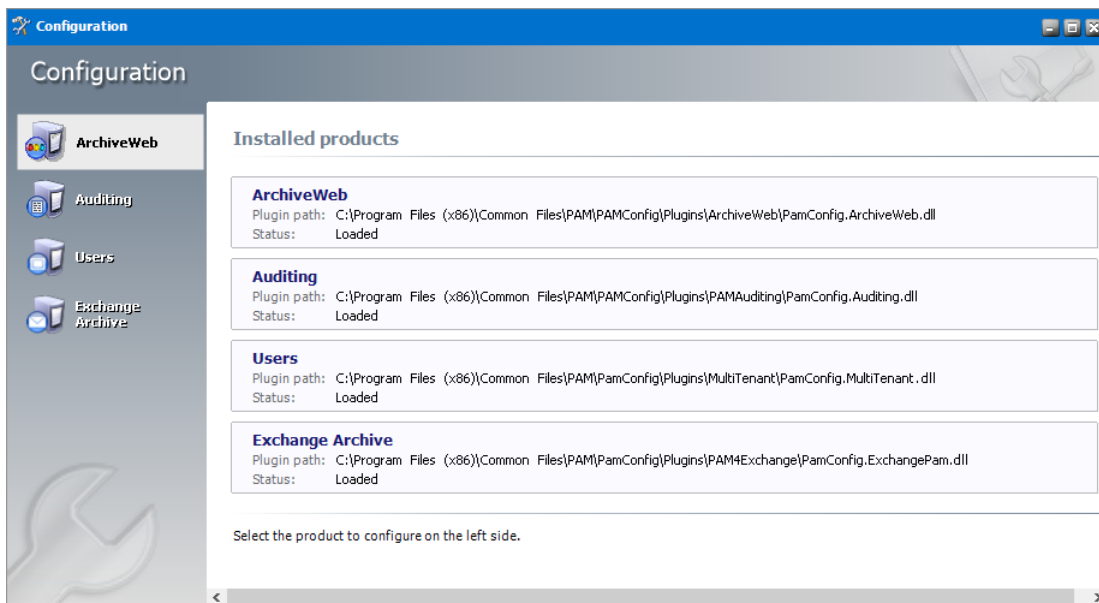 Configuration
Configuration
ArchiveWeb
Auditing
Users
Exchange
Archive
Installed products
ArchiveWeb
Plugin path: C:\Program Files (x86)\Common Files\PAM\PAMConfig\Plugins\ArchiveWeb\PamConfig.ArchiveWeb.dll
Status: Loaded
Auditing
Plugin path: C:\Program Files (x86)\Common Files\PAM\PAMConfig\Plugins\PAMAuditing\PamConfig.Auditing.dll
Status: Loaded
Users
Plugin path: C:\Program Files (x86)\Common Files\PAM\PamConfig\Plugins\MultiTenant\PamConfig.MultiTenant.dll
Status: Loaded
Exchange Archive
Plugin path: C:\Program Files (x86)\Common Files\PAM\PamConfig\Plugins\PAM4Exchange\PamConfig.ExchangePam.dll
Status: Loaded
Select the product to configure on the left side.